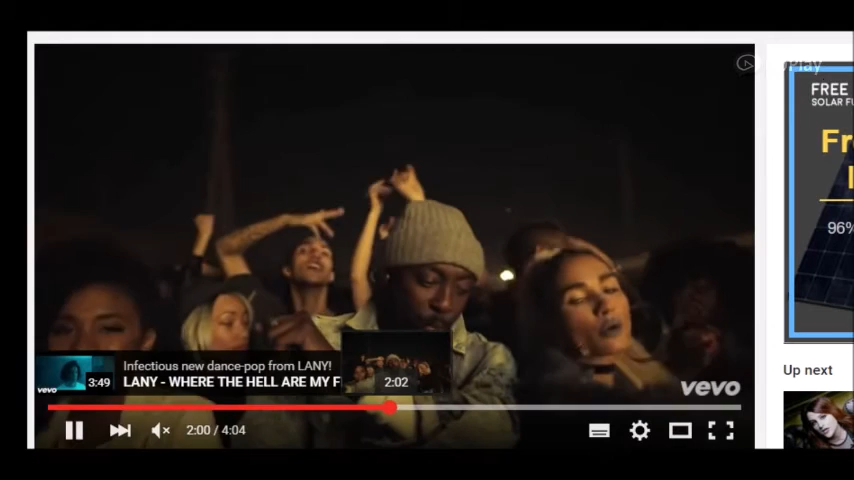 Play
FREE
SOLAR FU
Fr
96%
Infectious new dance-pop from LANY!
LANY - WHERE THE HELL ARE MY F
3:49
vevo
2:02
vevo
2:00 / 4:04
Up next